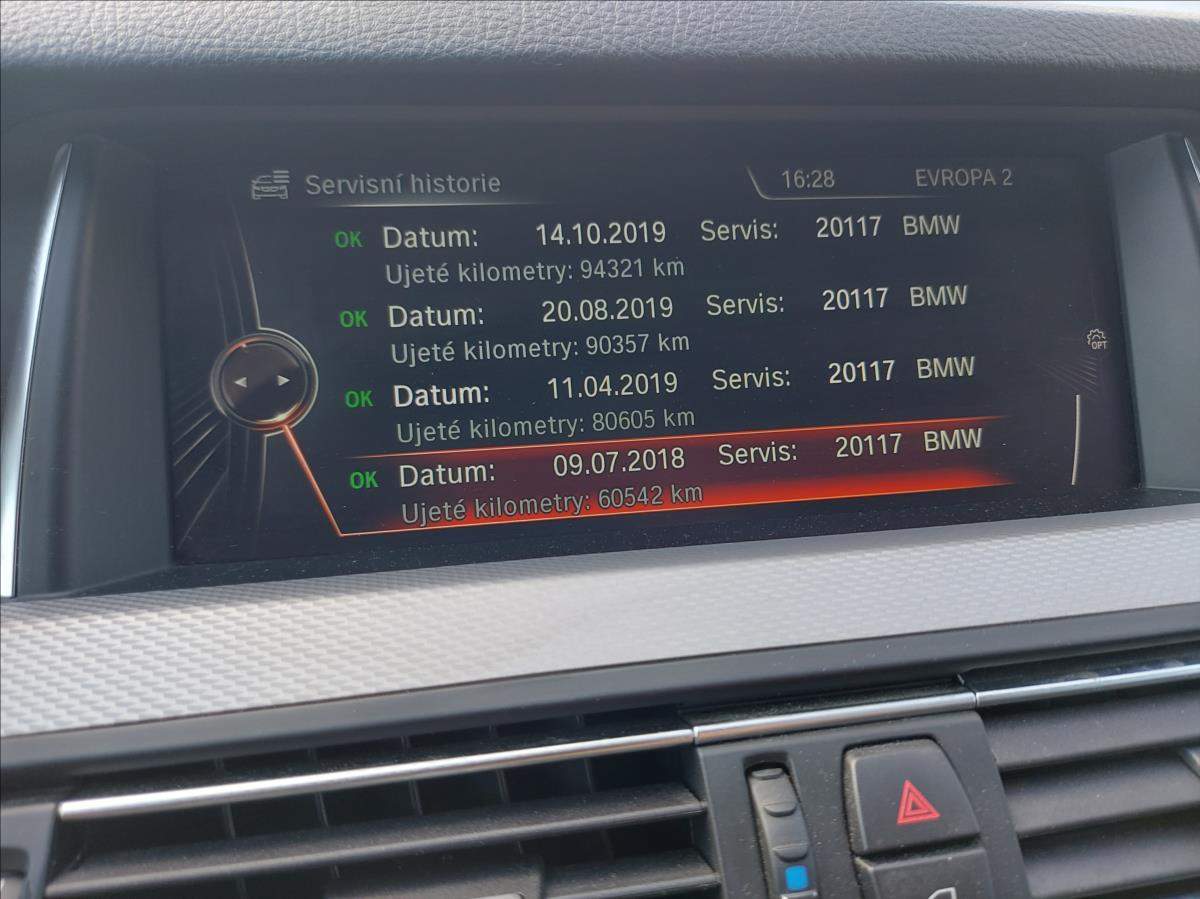 Servisní historie 16:28 EVROPA 2
OK Datum: 14.10.2019 Servis: 20117 BMW
Ujeté kilometry: 94321 km
OK Datum: 20.08.2019 Servis: 20117 BMW
Ujeté kilometry: 90357 km
OK Datum: 11.04.2019 Servis: 20117 BMW
Ujeté kilometry: 80605 km
OK Datum: 09.07.2018 Servis: 20117 BMW
Ujeté kilometry: 60542 km
OPT